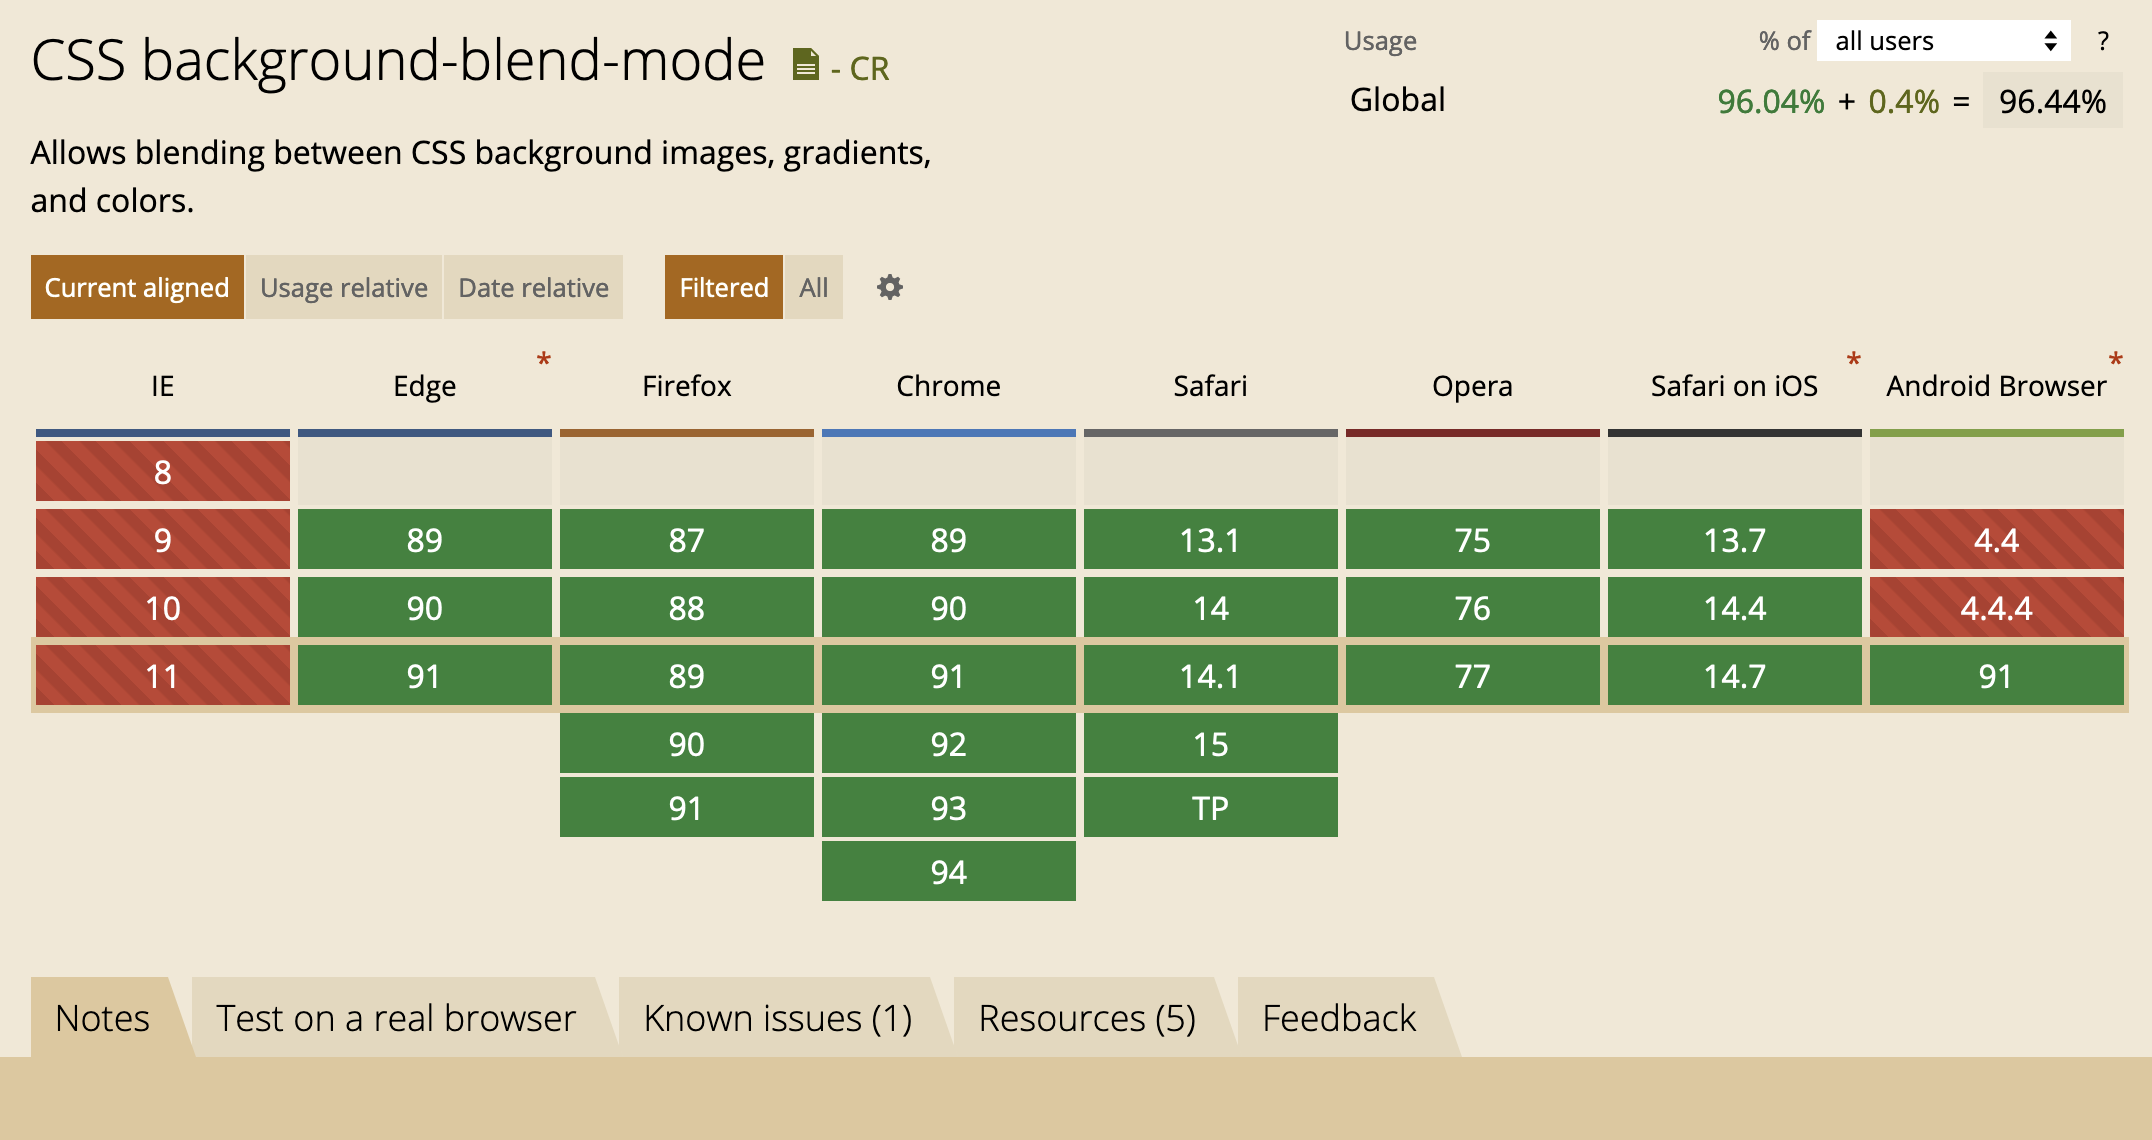 CSS background-blend-mode - CR
Usage % of all users ?
Global 96.04% + 0.4% = 96.44%
Allows blending between CSS background images, gradients,
and colors.
Current aligned Usage relative Date relative Filtered All
* * *
IE Edge Firefox Chrome Safari Opera Safari on iOS Android Browser
8
9 89 87 89 13.1 75 13.7 4.4
10 90 88 90 14 76 14.4 4.4.4
11 91 89 91 14.1 77 14.7 91
90 92 15
91 93 TP
94
Notes Test on a real browser Known issues (1) Resources (5) Feedback